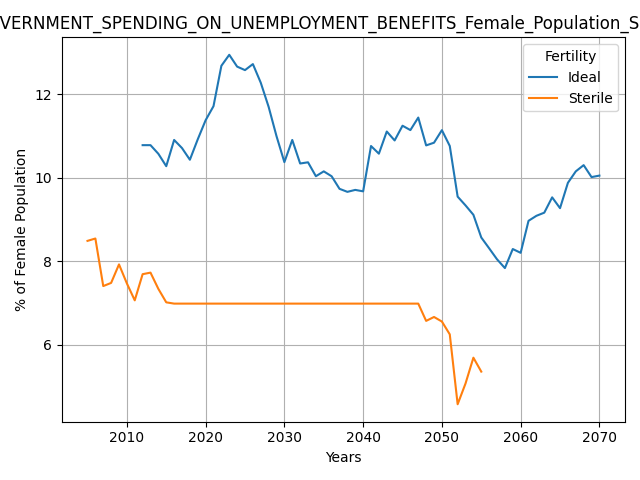 VERNMENT_SPENDING_ON_UNEMPLOYMENT_BENEFITS_Female_Population_S
Fertility
Ideal
Sterile
% of Female Population
12
10
8
6
2010 2020 2030 2040 2050 2060 2070
Years